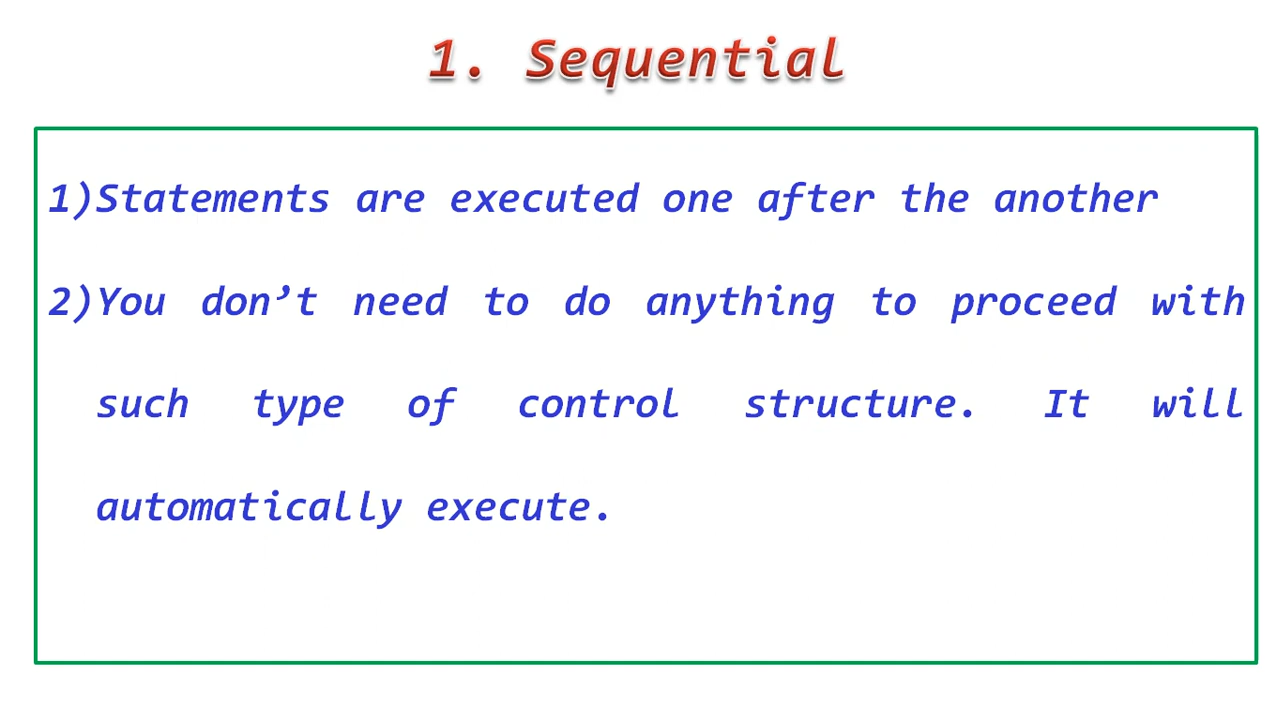 1. Sequential
1)Statements are executed one after the another
2)You don’t need to do anything to proceed with
such type of control structure. It will
automatically execute.